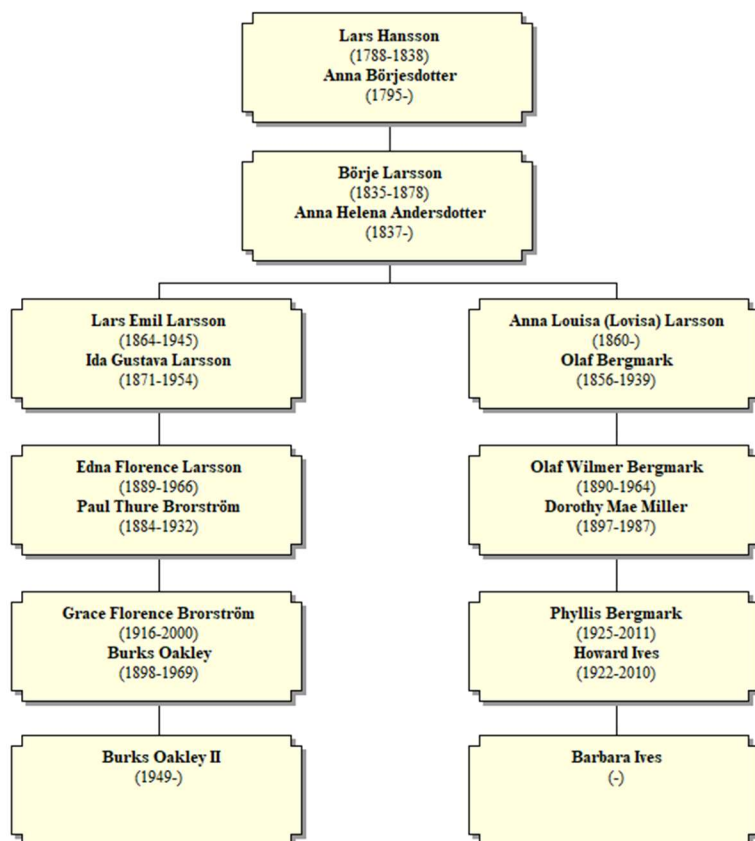 Lars Hansson
(1788-1838)
Anna Börjesdotter
(1795-)
Börje Larsson
(1835-1878)
Anna Helena Andersdotter
(1837-)
Lars Emil Larsson
(1864-1945)
Ida Gustava Larsson
(1871-1954)
Anna Louisa (Lovisa) Larsson
(1860-)
Olaf Bergmark
(1856-1939)
Edna Florence Larsson
(1889-1966)
Paul Thure Brorström
(1884-1932)
Olaf Wilmer Bergmark
(1890-1964)
Dorothy Mae Miller
(1897-1987)
Grace Florence Brorström
(1916-2000)
Burks Oakley
(1898-1969)
Phyllis Bergmark
(1925-2011)
Howard Ives
(1922-2010)
Burks Oakley II
(1949-)
Barbara Ives
(-)